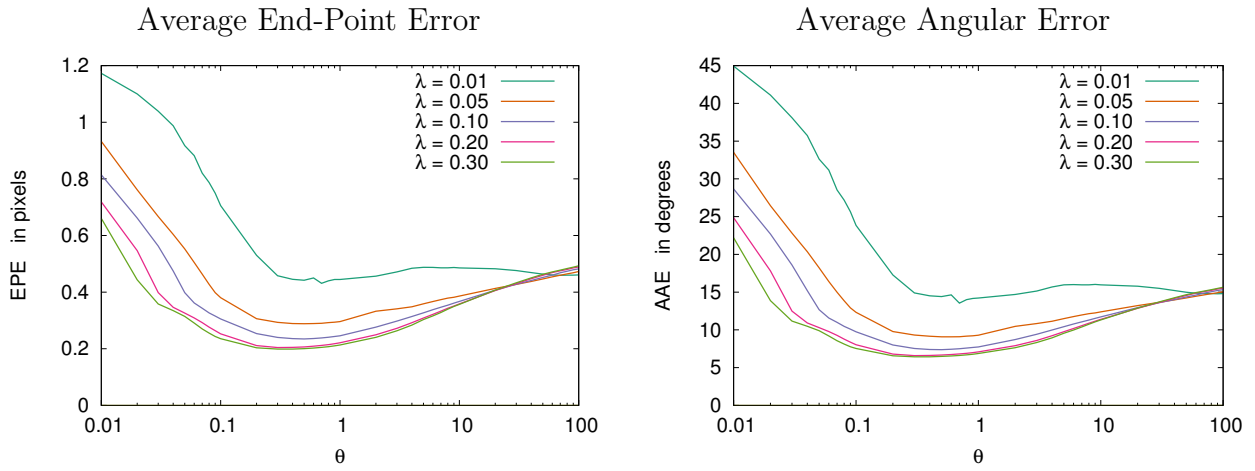 Average End-Point Error
1.2
1
0.8
0.6
0.4
0.2
0
0.01
0.1
1
10
100
EPE in pixels
θ
λ = 0.01
λ = 0.05
λ = 0.10
λ = 0.20
λ = 0.30
Average Angular Error
45
40
35
30
25
20
15
10
5
0
0.01
0.1
1
10
100
AAE in degrees
θ
λ = 0.01
λ = 0.05
λ = 0.10
λ = 0.20
λ = 0.30